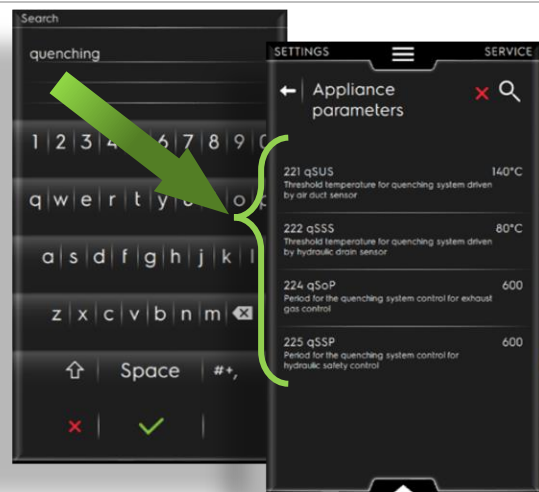 Search
quenching
1 2 3 4 6 7 8 9 0
q w e r t y o
a s d f g h j k l
z x c v b n m
Space #+,
SETTINGS SERVICE
Appliance
parameters
221 qSUS 140°C
Threshold temperature for quenching system driven
by air duct sensor
222 qSSS 80°C
Threshold temperature for quenching system driven
by hydraulic drain sensor
224 qSoP 600
Period for the quenching system control for exhaust
gas control
225 qSSP 600
Period for the quenching system control for
hydraulic safety control